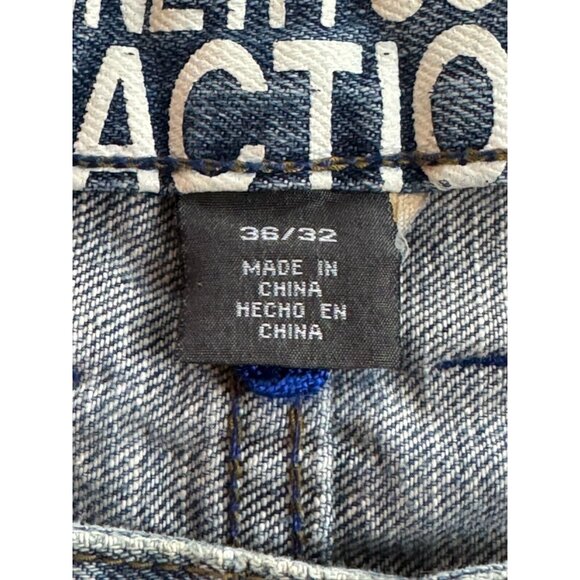 ACTIO
36/32
MADE IN
CHINA
HECHO EN
CHINA